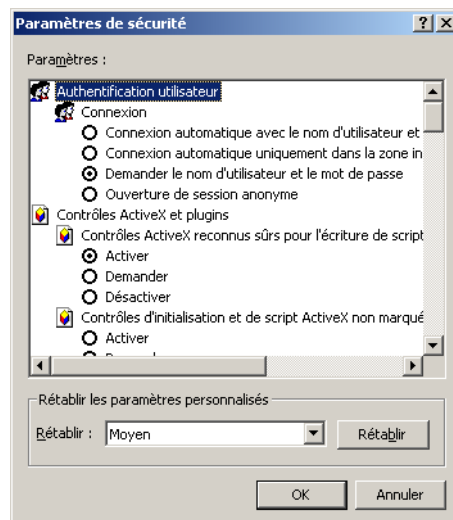 Paramètres de sécurité
Paramètres :
Authentification utilisateur
Connexion
Connexion automatique avec le nom d'utilisateur et
Connexion automatique uniquement dans la zone in
Demander le nom d'utilisateur et le mot de passe
Ouverture de session anonyme
Contrôles ActiveX et plugins
Contrôles ActiveX reconnus sûrs pour l'écriture de script
Activer
Demander
Désactiver
Contrôles d'initialisation et de script ActiveX non marqué
Activer
Rétablir les paramètres personnalisés
Rétablir :
Moyen
Rétablir
OK
Annuler